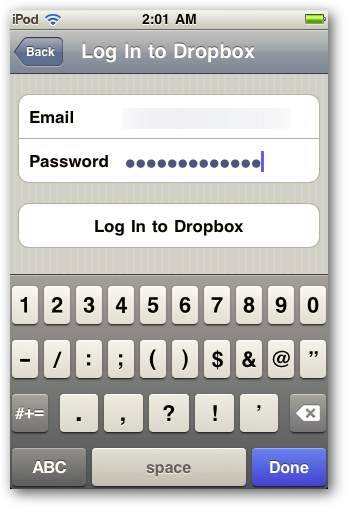 iPod 2:01 AM
Back Log In to Dropbox
Email
Password ●●●●●●●●●●●●●
Log In to Dropbox
1 2 3 4 5 6 7 8 9 0
- / : ; ( ) $ & @ ”
#+= . , ? ! ’
ABC space Done